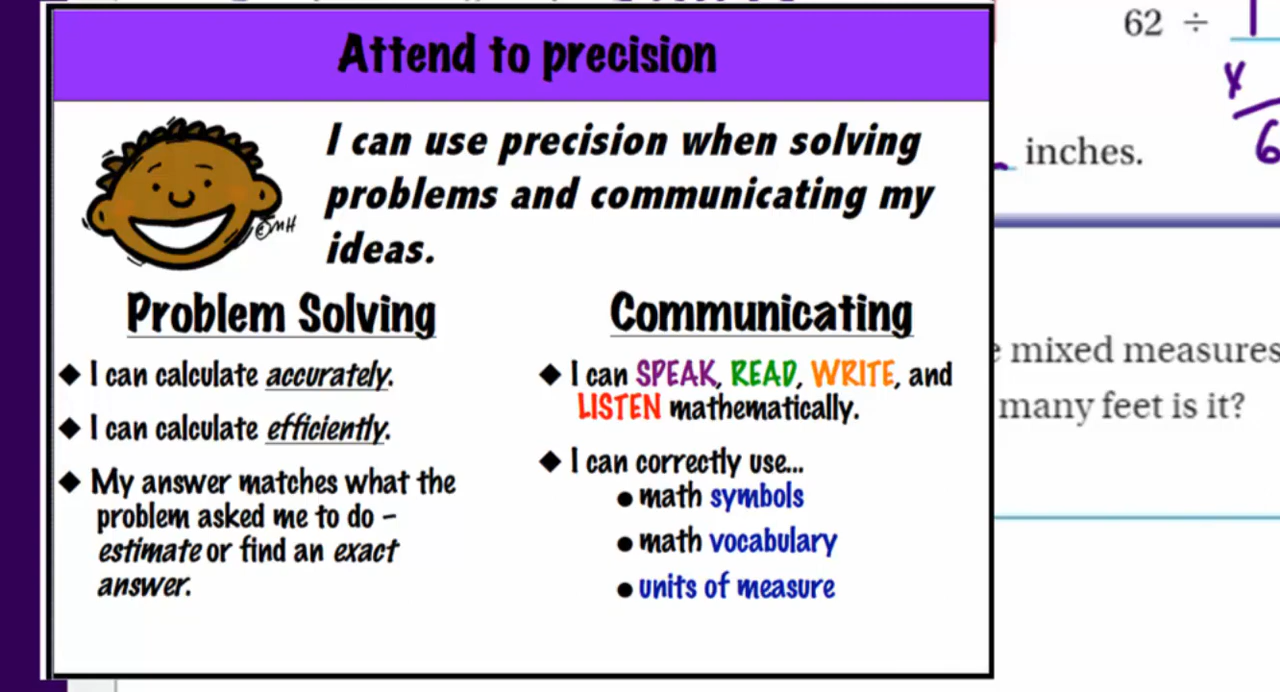 Attend to precision
I can use precision when solving
problems and communicating my
ideas.
©MH
Problem Solving
◆ I can calculate accurately.
◆ I can calculate efficiently.
◆ My answer matches what the
problem asked me to do –
estimate or find an exact
answer.
Communicating
◆ I can SPEAK, READ, WRITE, and
LISTEN mathematically.
◆ I can correctly use...
● math symbols
● math vocabulary
● units of measure
62 ÷
6
inches.
mixed measures
many feet is it?